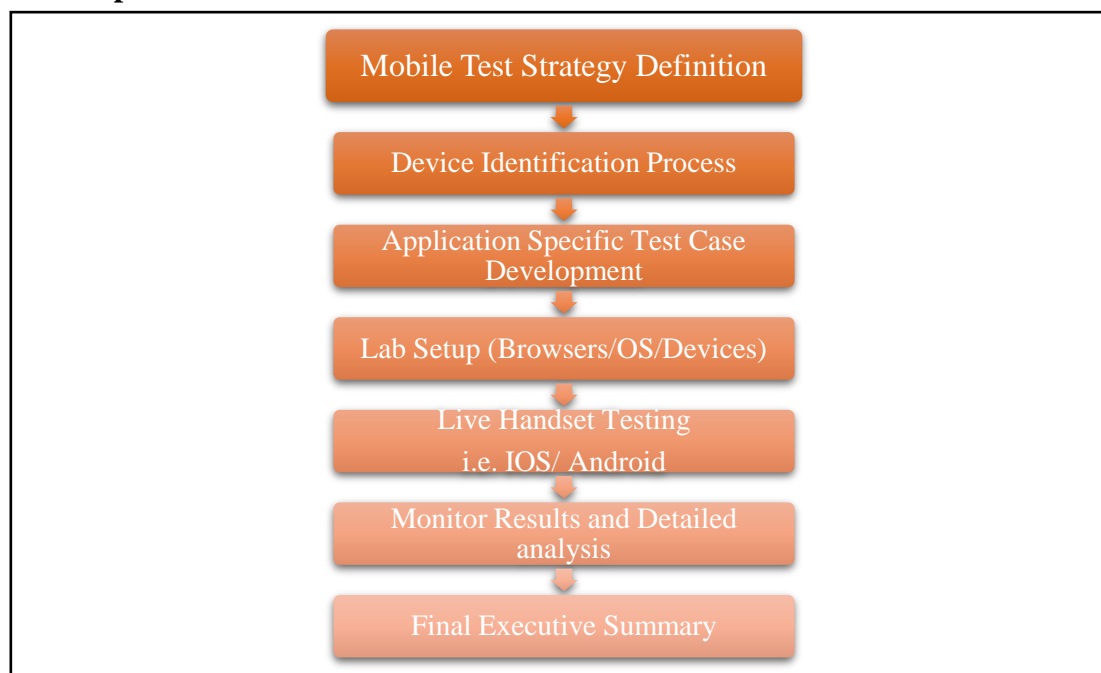 Mobile Test Strategy Definition
Device Identification Process
Application Specific Test Case
Development
Lab Setup (Browsers/OS/Devices)
Live Handset Testing
i.e. IOS/ Android
Monitor Results and Detailed
analysis
Final Executive Summary